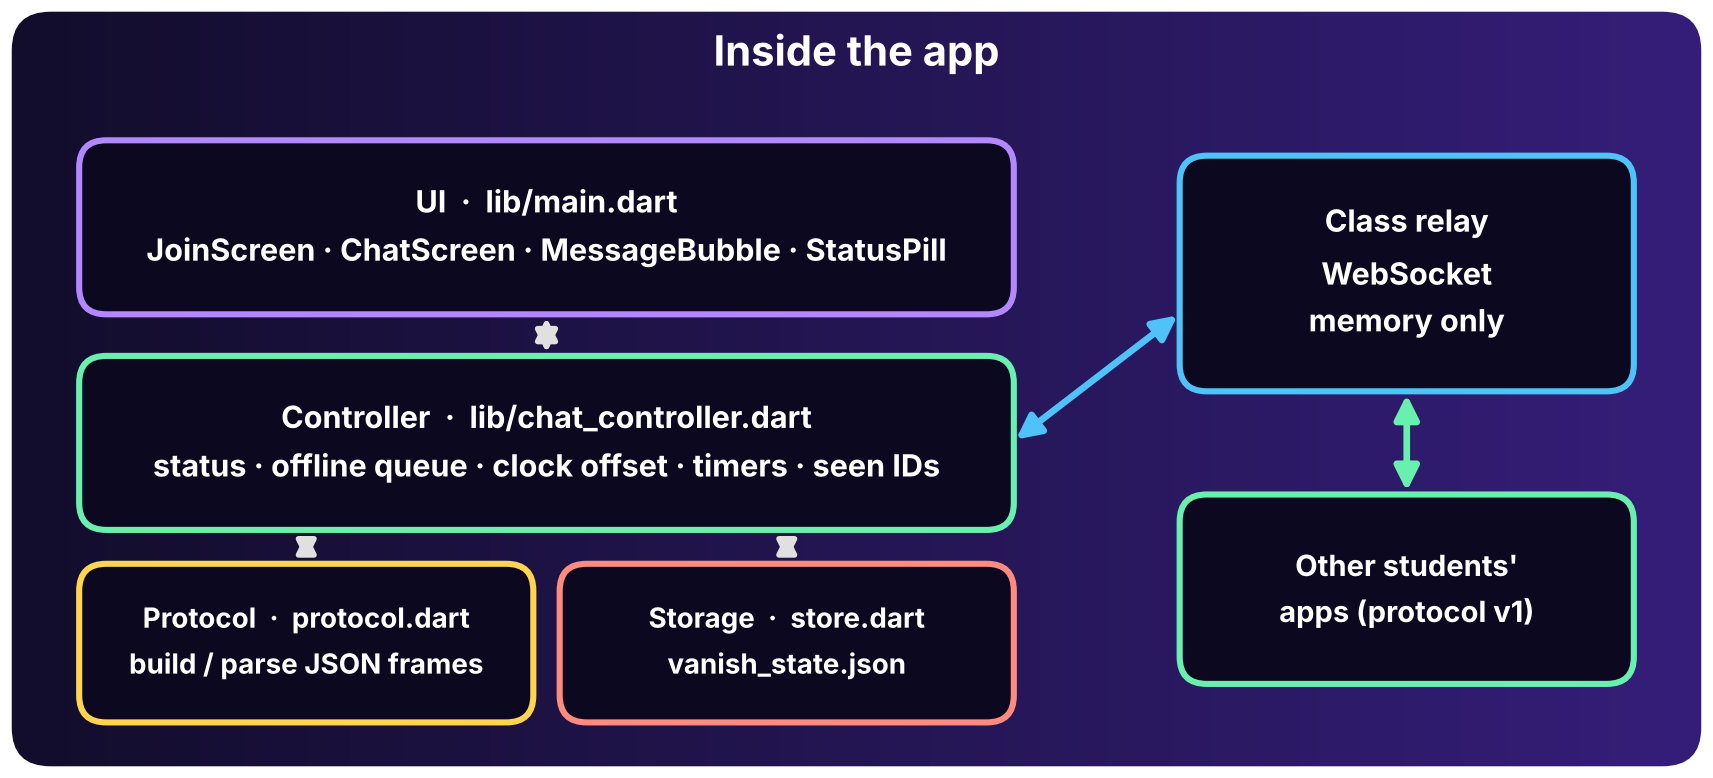 Inside the app
UI · lib/main.dart
JoinScreen · ChatScreen · MessageBubble · StatusPill
Controller · lib/chat_controller.dart
status · offline queue · clock offset · timers · seen IDs
Protocol · protocol.dart
build / parse JSON frames
Storage · store.dart
vanish_state.json
Class relay
WebSocket
memory only
Other students'
apps (protocol v1)